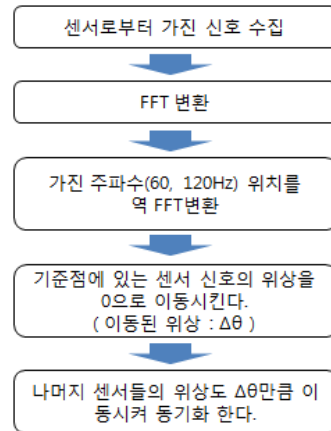 센서로부터 가진 신호 수집
FFT 변환
가진 주파수(60, 120Hz) 위치를
역 FFT변환
기준점에 있는 센서 신호의 위상을
0으로 이동시킨다.
( 이동된 위상 : Δθ )
나머지 센서들의 위상도 Δθ만큼 이
동시켜 동기화 한다.